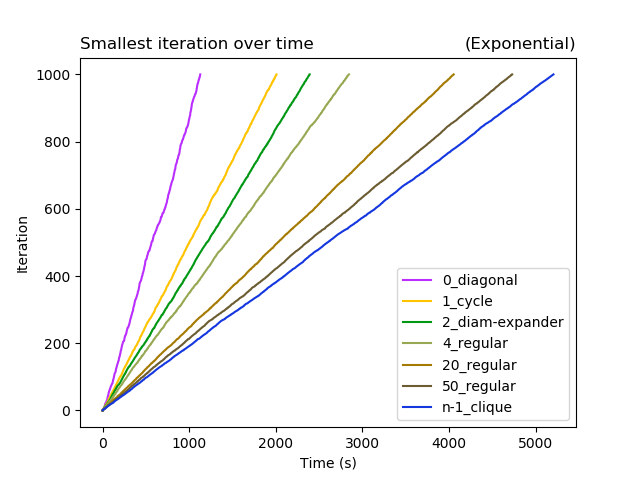 Smallest iteration over time (Exponential)
1000
800
600
400
200
0
Iteration
0_diagonal
1_cycle
2_diam-expander
4_regular
20_regular
50_regular
n-1_clique
0 1000 2000 3000 4000 5000
Time (s)